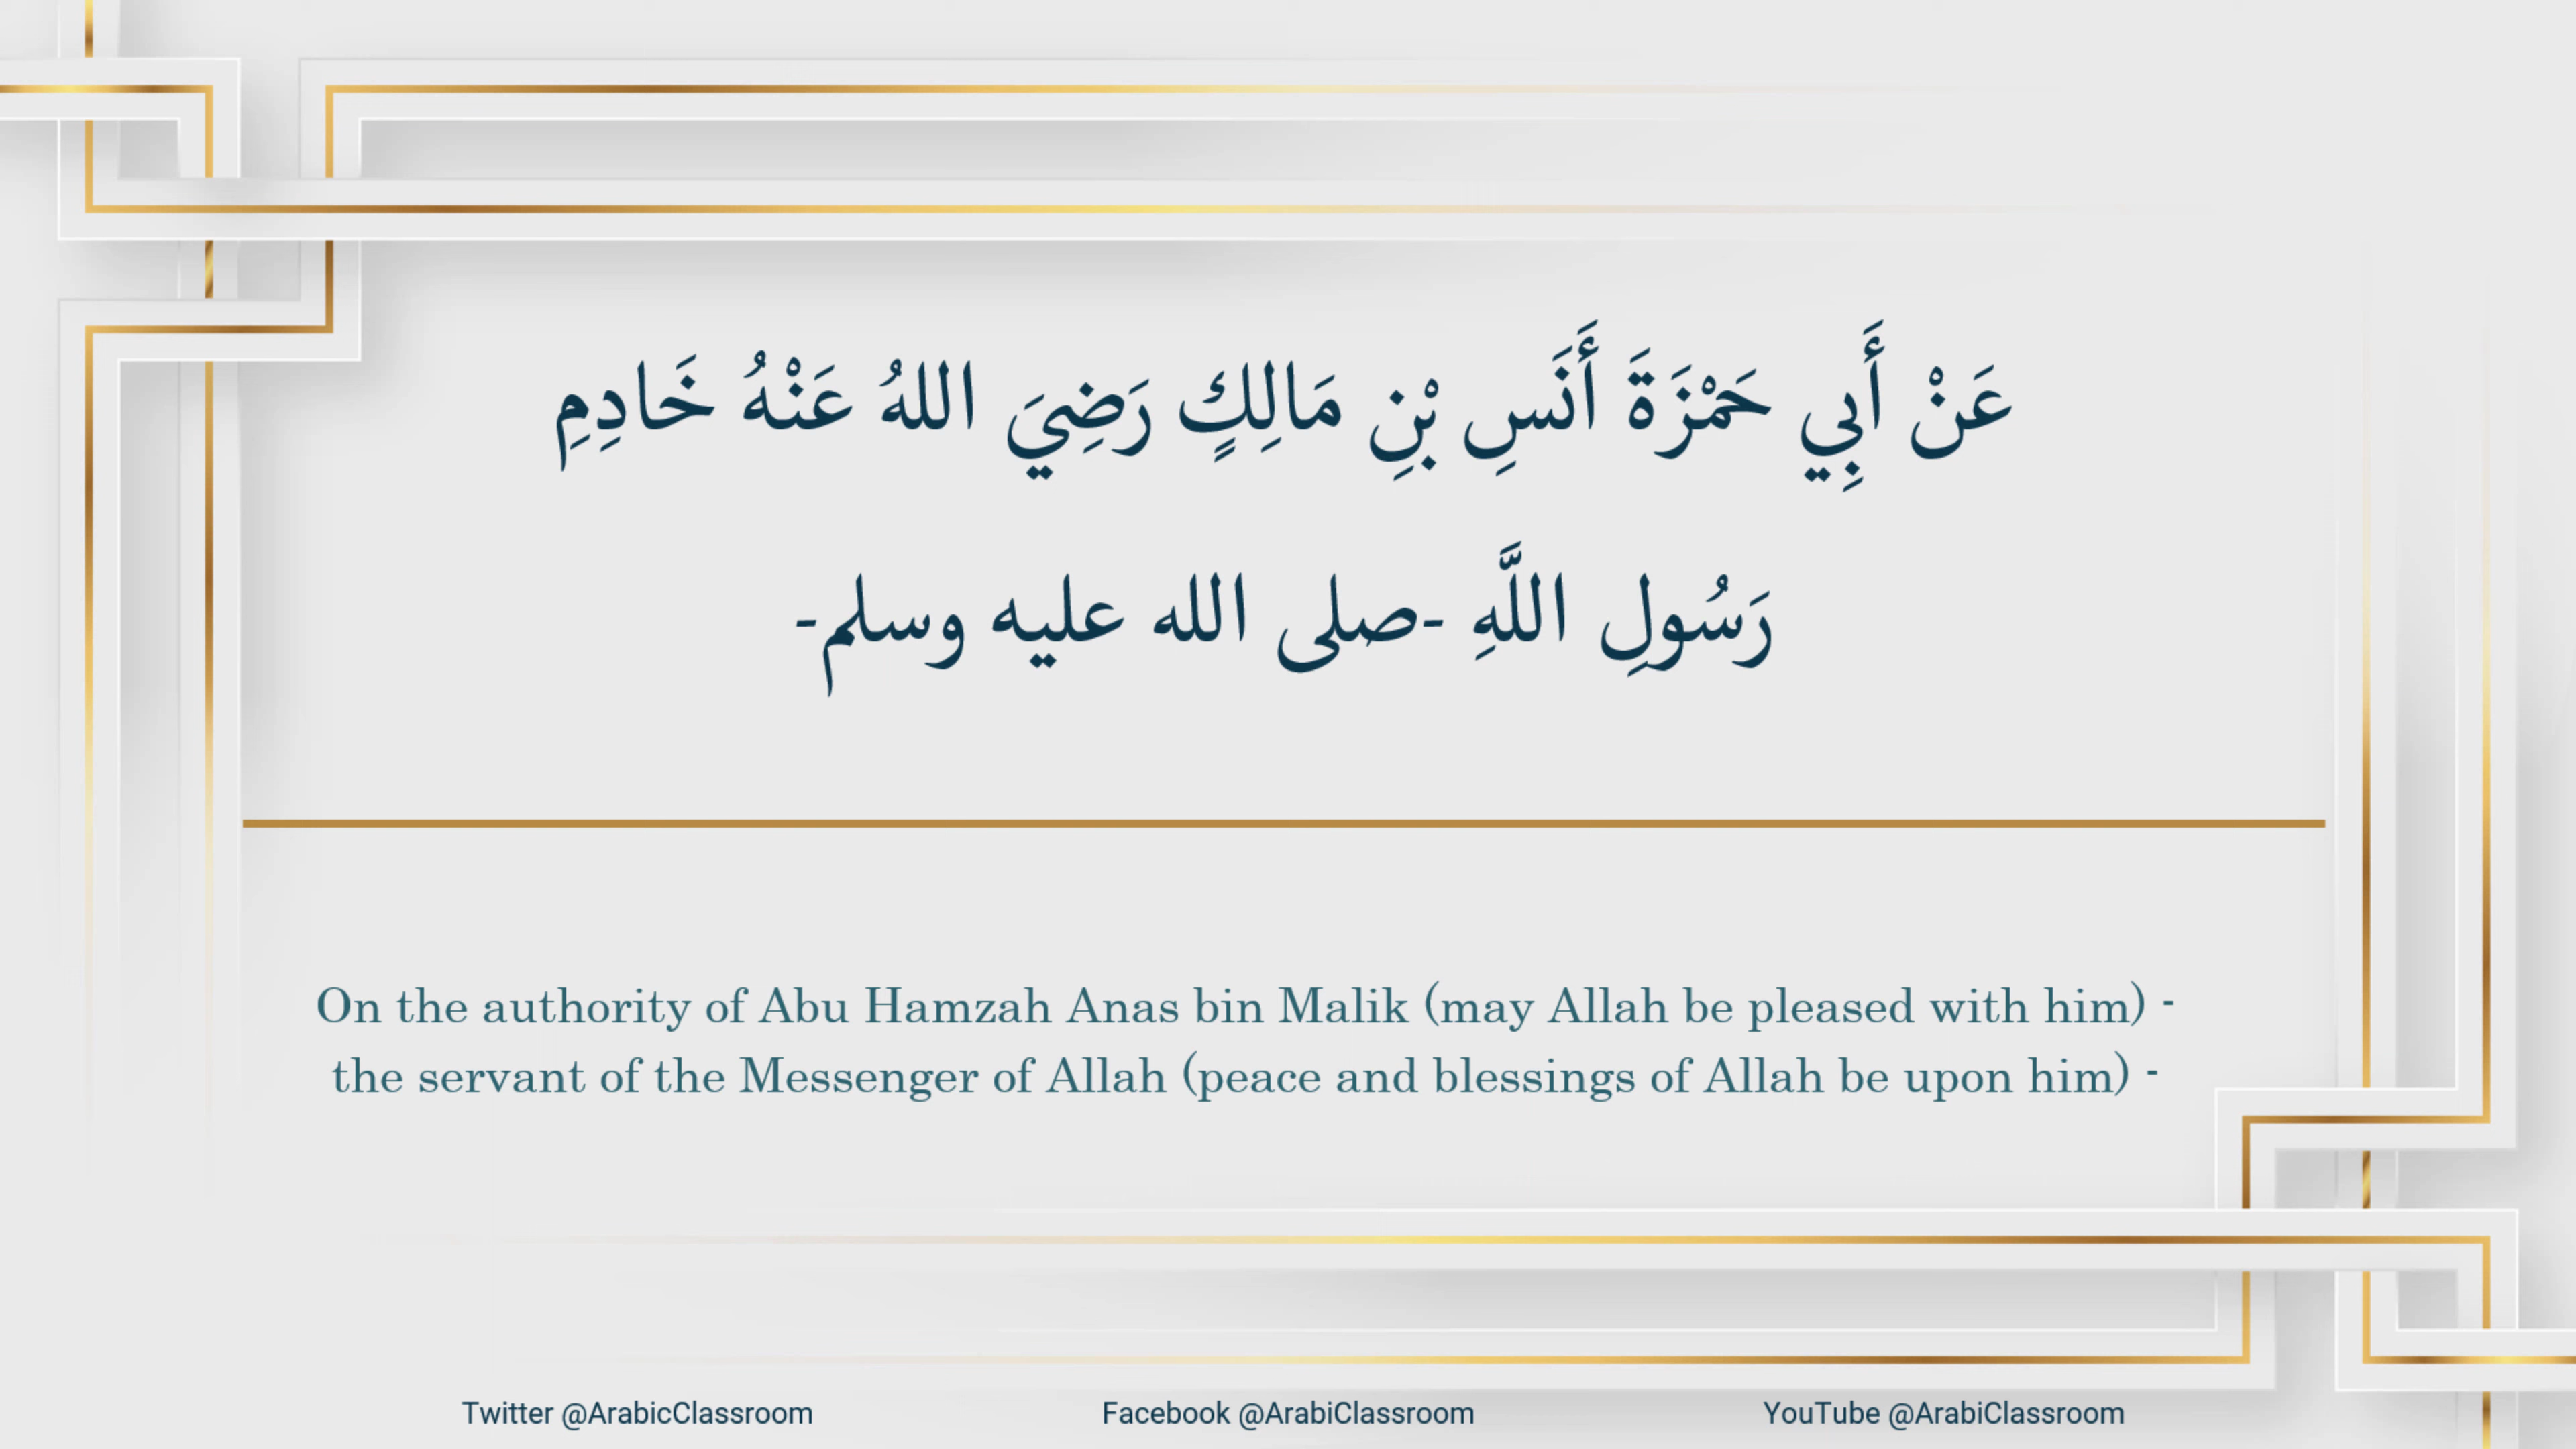 عَنْ أَبِي حَمْزَةَ أَنَسِ بْنِ مَالِكٍ رَضِيَ اللهُ عَنْهُ خَادِمِ
رَسُولِ اللَّهِ -صلى الله عليه وسلم-
On the authority of Abu Hamzah Anas bin Malik (may Allah be pleased with him) -
the servant of the Messenger of Allah (peace and blessings of Allah be upon him) -
Twitter @ArabicClassroom Facebook @ArabiClassroom YouTube @ArabiClassroom